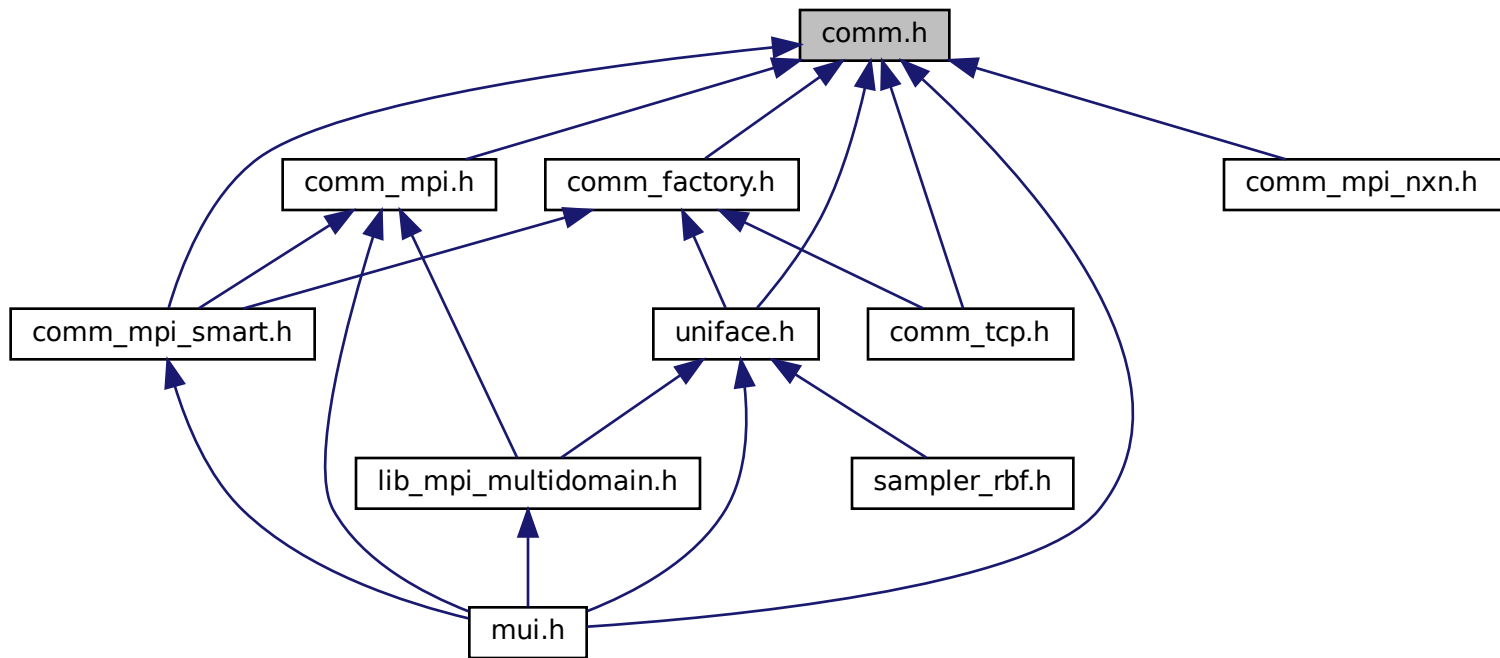 comm.h
comm_mpi.h
comm_factory.h
comm_mpi_nxn.h
comm_mpi_smart.h
uniface.h
comm_tcp.h
lib_mpi_multidomain.h
sampler_rbf.h
mui.h